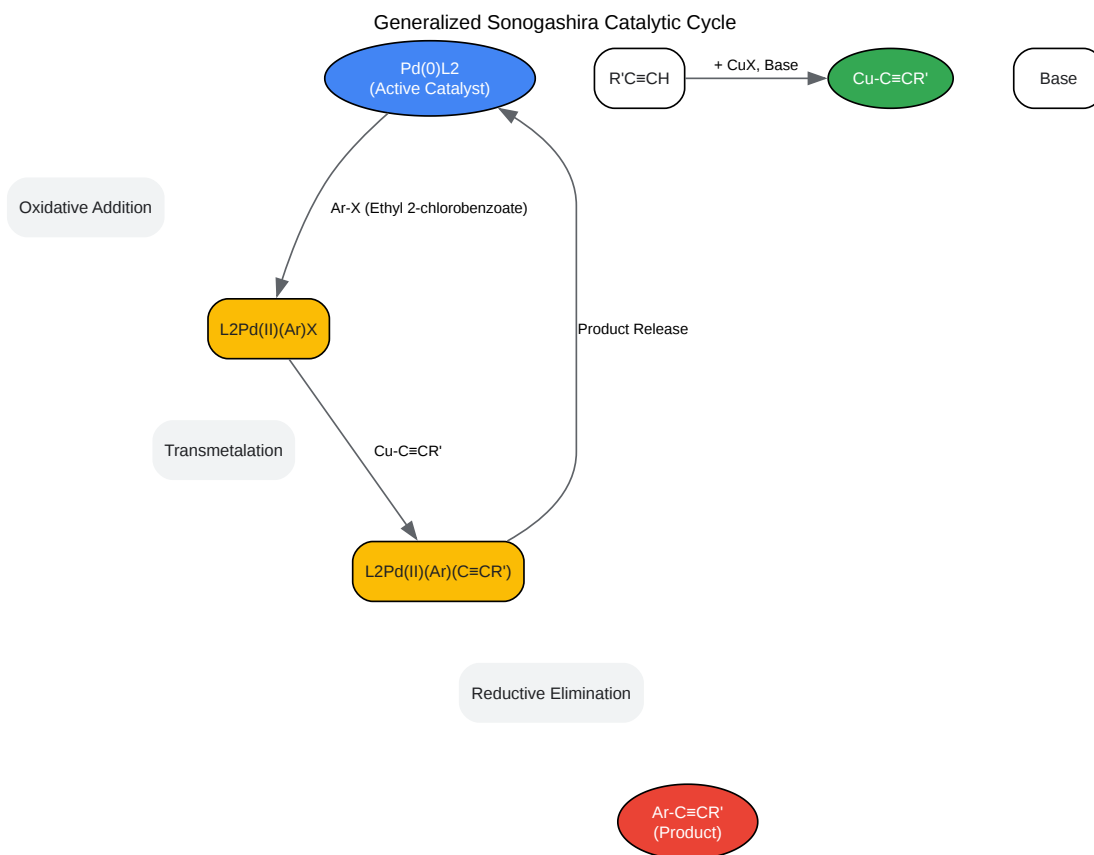 Generalized Sonogashira Catalytic Cycle
Pd(0)L2
(Active Catalyst)
R'C≡CH
+ CuX, Base
Cu-C≡CR'
Base
Oxidative Addition
Ar-X (Ethyl 2-chlorobenzoate)
L2Pd(II)(Ar)X
Product Release
Transmetalation
Cu-C≡CR'
L2Pd(II)(Ar)(C≡CR')
Reductive Elimination
Ar-C≡CR'
(Product)